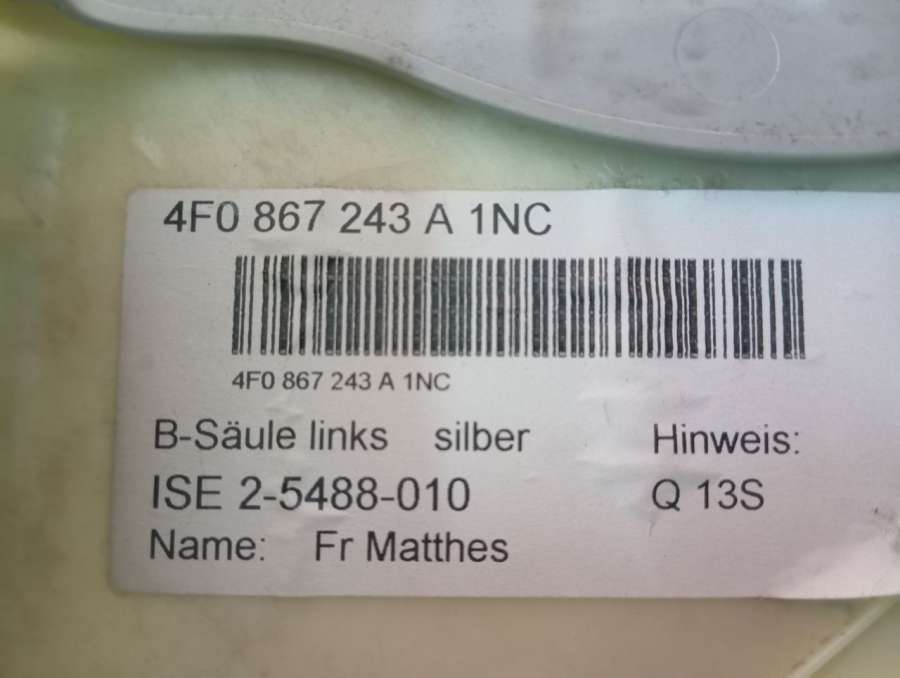 4F0 867 243 A 1NC
4F0 867 243 A 1NC
B-Säule links silber Hinweis:
ISE 2-5488-010 Q 13S
Name: Fr Matthes